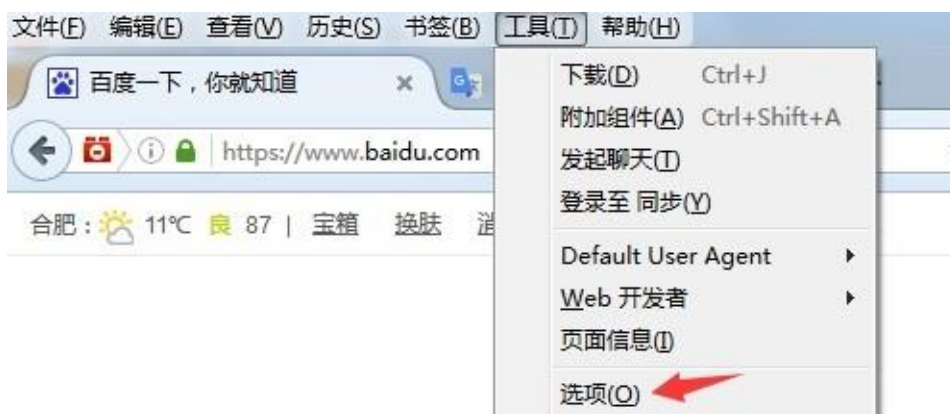 文件(F) 编辑(E) 查看(V) 历史(S) 书签(B) 工具(T) 帮助(H)
百度一下，你就知道
https://www.baidu.com
合肥：11℃ 良 87 | 宝箱 换肤
下载(D) Ctrl+J
附加组件(A) Ctrl+Shift+A
发起聊天(T)
登录至 同步(Y)
Default User Agent
Web 开发者
页面信息(I)
选项(O)